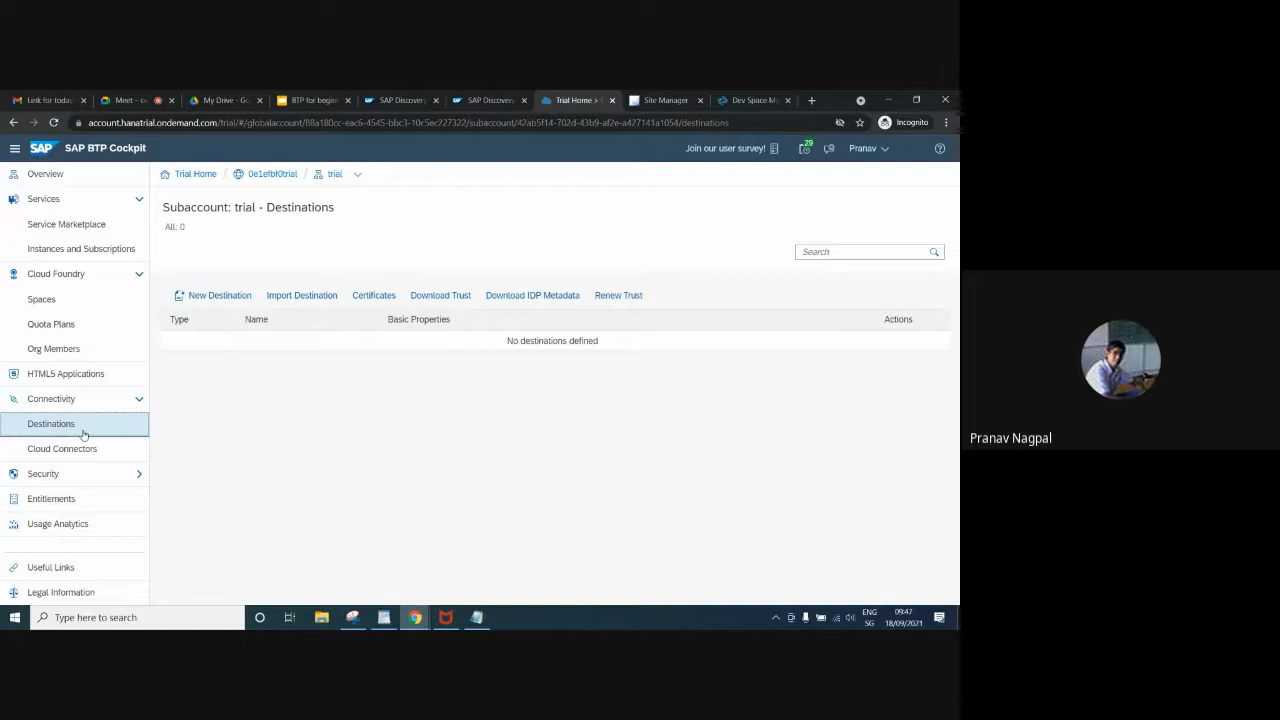 Link for today
Meet – c
My Drive - Go
BTP for begin
SAP Discovery
SAP Discovery
Trial Home > C
Site Manager
Dev Space Ma
account.hanatrial.ondemand.com/trial/#/globalaccount/88a180cc-eac6-4545-bbc3-10c5ec227322/subaccount/42ab5f14-702d-43b9-af2e-a427141a1054/destinations
Incognito
SAP
SAP BTP Cockpit
Join our user survey!
29
Pranav
Overview
Services
Service Marketplace
Instances and Subscriptions
Cloud Foundry
Spaces
Quota Plans
Org Members
HTML5 Applications
Connectivity
Destinations
Cloud Connectors
Security
Entitlements
Usage Analytics
Useful Links
Legal Information
Trial Home / 0e1efbf0trial / trial
Subaccount: trial - Destinations
All: 0
Search
New Destination Import Destination Certificates Download Trust Download IDP Metadata Renew Trust
Type Name Basic Properties Actions
No destinations defined
Pranav Nagpal
Type here to search
ENG
SG
09:47
18/09/2021